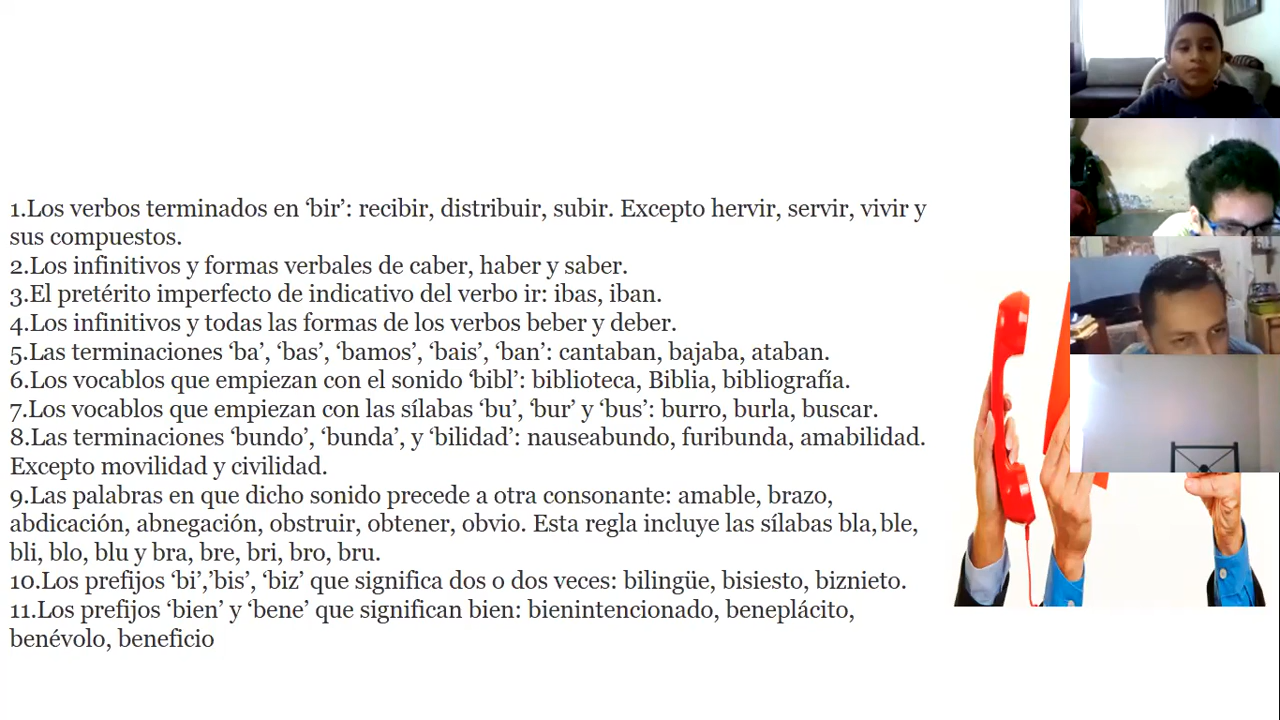 1.Los verbos terminados en ‘bir’: recibir, distribuir, subir. Excepto hervir, servir, vivir y
sus compuestos.
2.Los infinitivos y formas verbales de caber, haber y saber.
3.El pretérito imperfecto de indicativo del verbo ir: ibas, iban.
4.Los infinitivos y todas las formas de los verbos beber y deber.
5.Las terminaciones ‘ba’, ‘bas’, ‘bamos’, ‘bais’, ‘ban’: cantaban, bajaba, ataban.
6.Los vocablos que empiezan con el sonido ‘bibl’: biblioteca, Biblia, bibliografía.
7.Los vocablos que empiezan con las sílabas ‘bu’, ‘bur’ y ‘bus’: burro, burla, buscar.
8.Las terminaciones ‘bundo’, ‘bunda’, y ‘bilidad’: nauseabundo, furibunda, amabilidad.
Excepto movilidad y civilidad.
9.Las palabras en que dicho sonido precede a otra consonante: amable, brazo,
abdicación, abnegación, obstruir, obtener, obvio. Esta regla incluye las sílabas bla, ble,
bli, blo, blu y bra, bre, bri, bro, bru.
10.Los prefijos ‘bi’,’bis’, ‘biz’ que significa dos o dos veces: bilingüe, bisiesto, biznieto.
11.Los prefijos ‘bien’ y ‘bene’ que significan bien: bienintencionado, beneplácito,
benévolo, beneficio